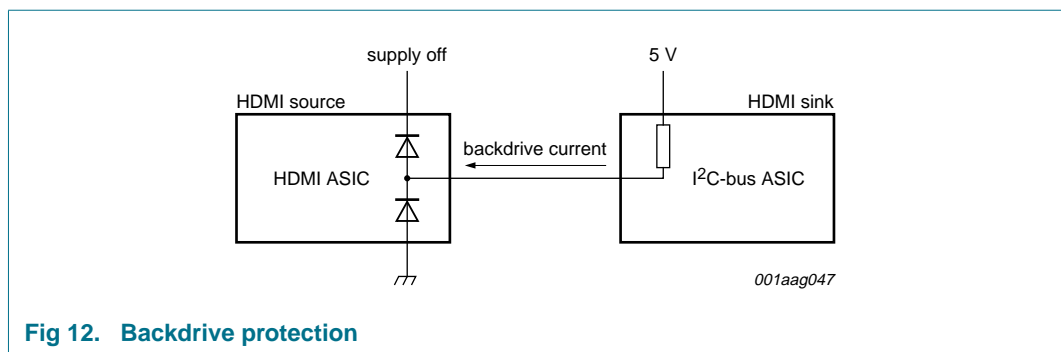 supply off
5 V
HDMI source
HDMI sink
backdrive current
HDMI ASIC
I2C-bus ASIC
001aag047
Fig 12. Backdrive protection